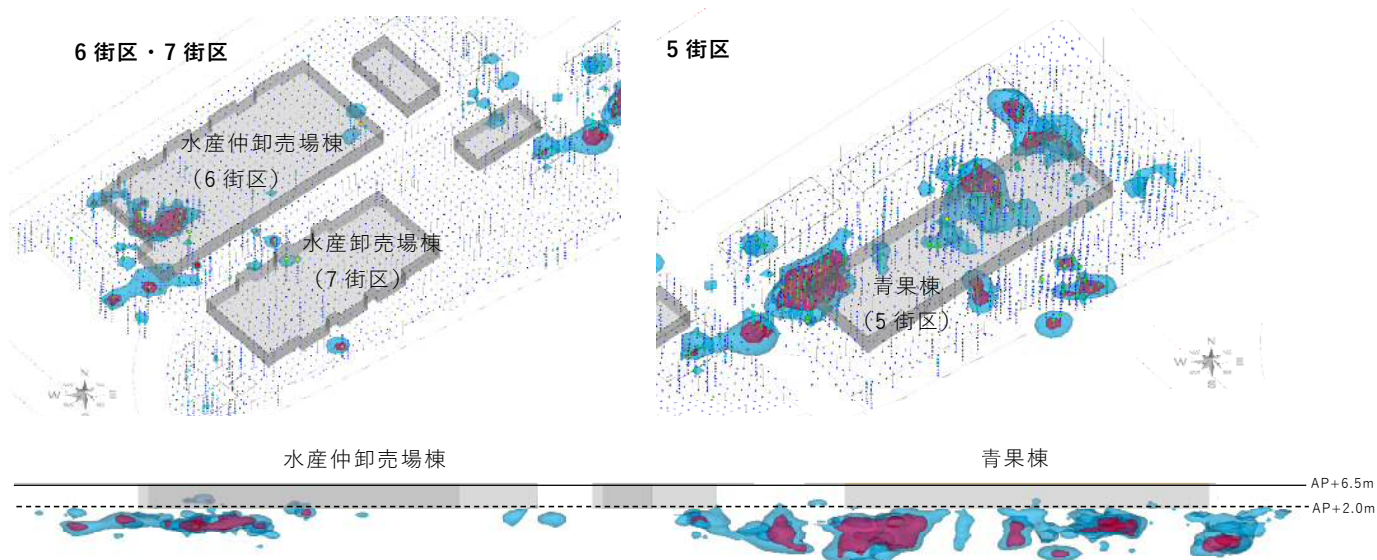 6 街区・7 街区
水産仲卸売場棟
（6 街区）
水産卸売場棟
（7 街区）
N
W E
S
5 街区
青果棟
（5 街区）
N
W E
S
水産仲卸売場棟
青果棟
AP+6.5m
AP+2.0m